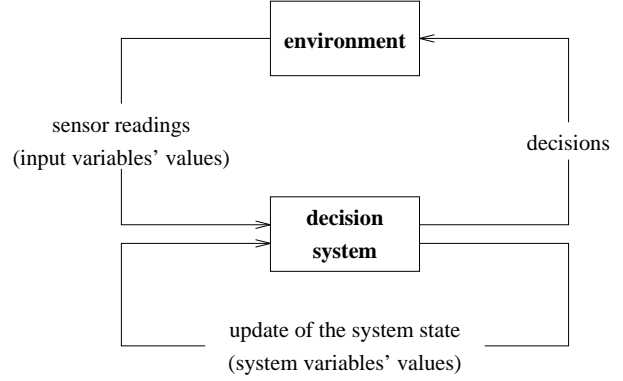 environment
sensor readings
(input variables’ values)
decisions
decision
system
update of the system state
(system variables’ values)